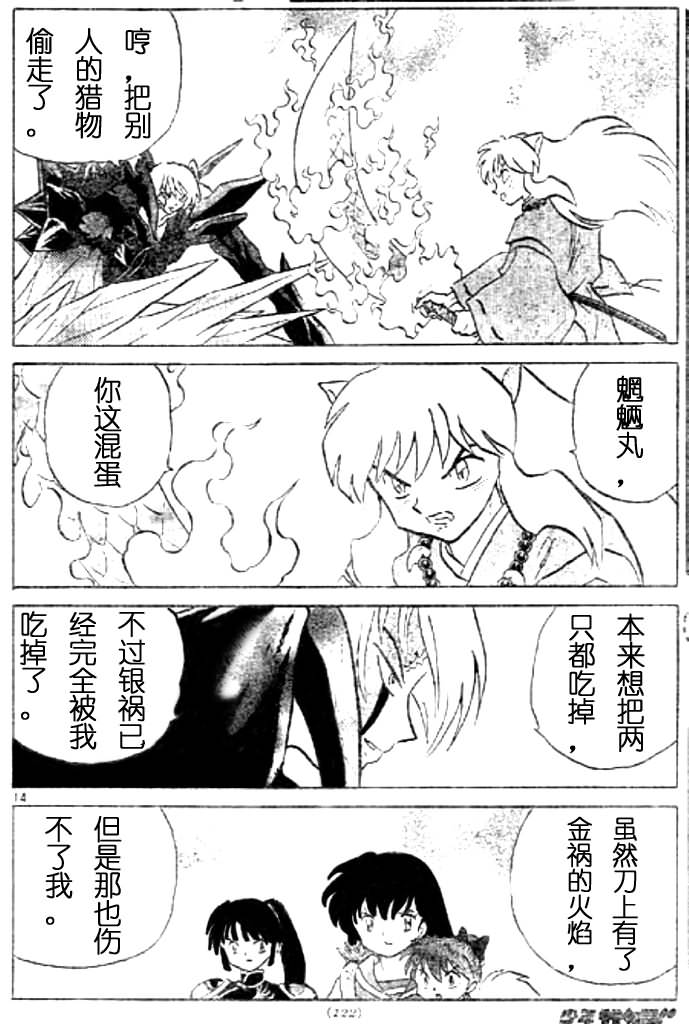 哼，把别
人的猎物
偷走了。
魍魉丸，
你这混蛋
本来想把两
只都吃掉，
不过银祸已
经完全被我
吃掉了。
14
虽然刀上有了
金祸的火焰，
但是那也伤
不了我。
(122)